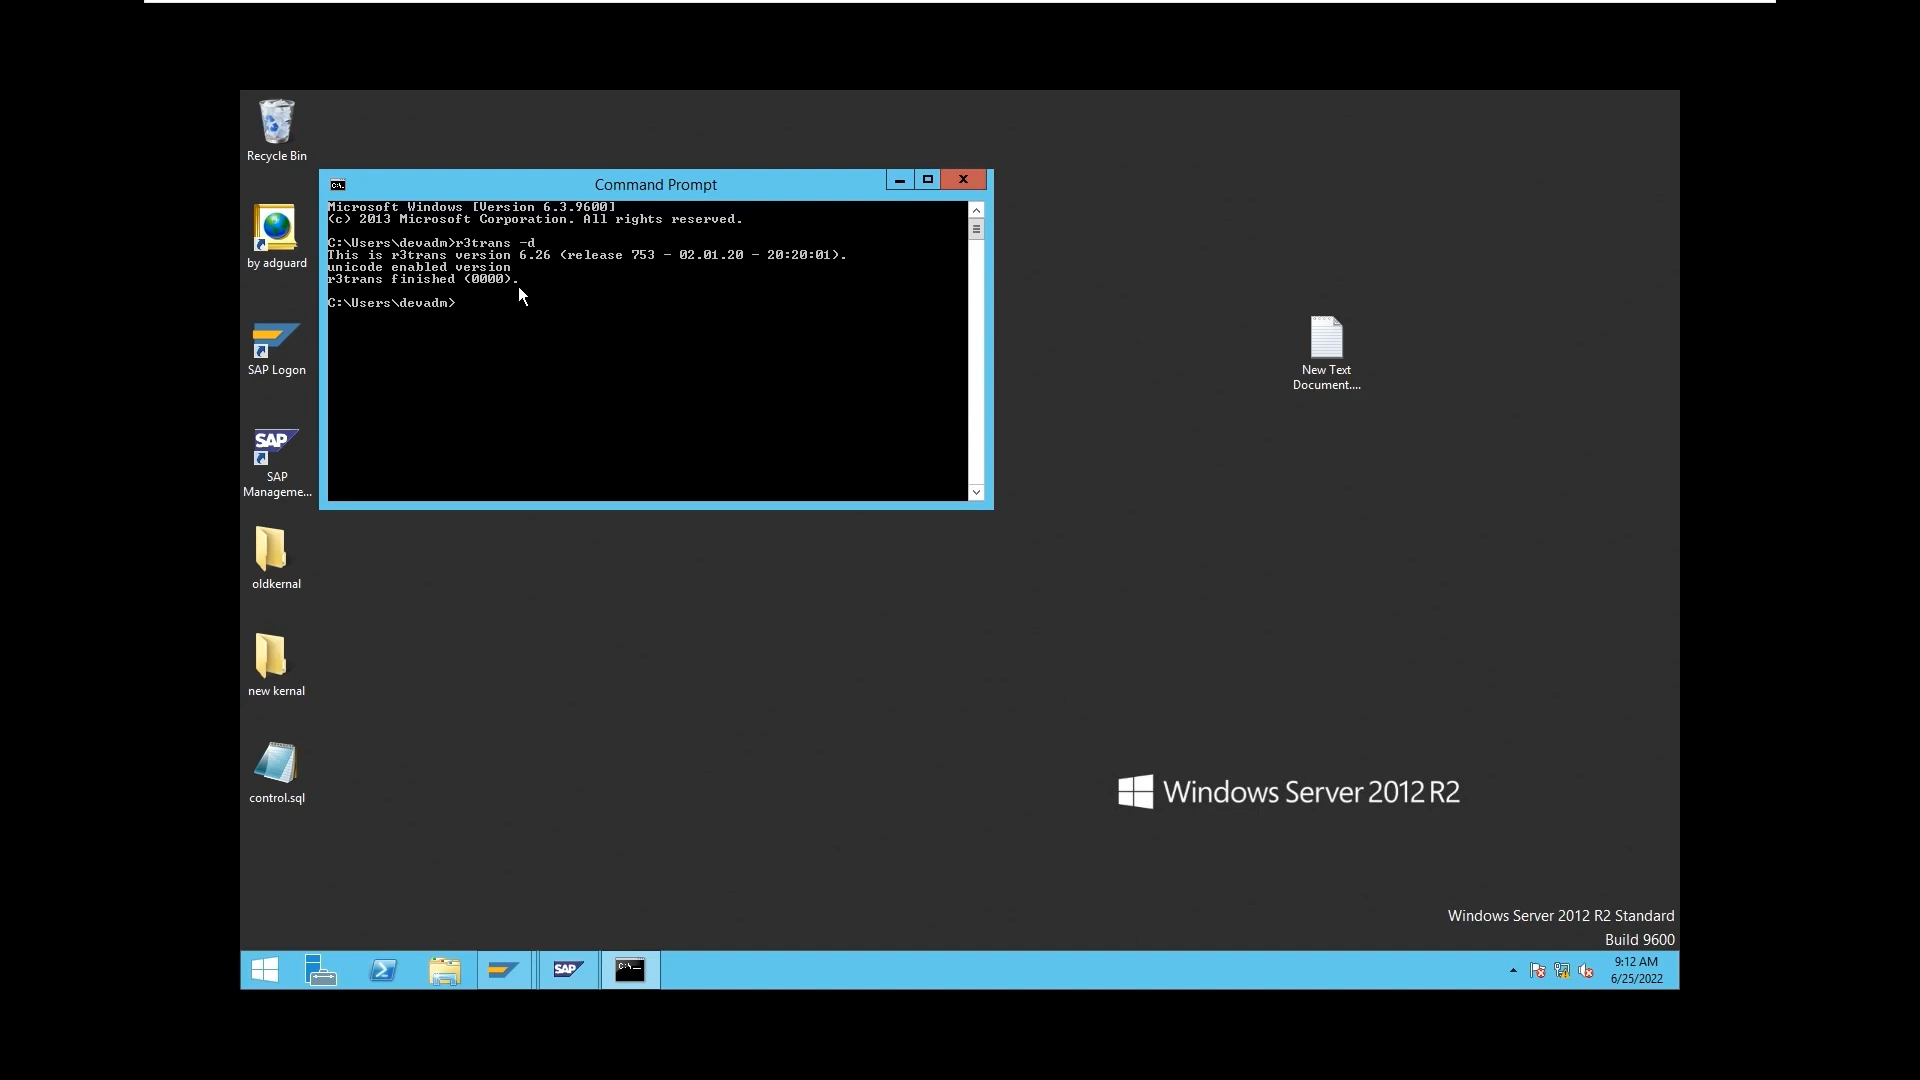 Recycle Bin
by adguard
SAP Logon
SAP
SAP
Manageme...
oldkernal
new kernal
control.sql
Command Prompt
Microsoft Windows [Version 6.3.9600]
(c) 2013 Microsoft Corporation. All rights reserved.
C:\Users\devadm>r3trans -d
This is r3trans version 6.26 (release 753 - 02.01.20 - 20:20:01).
unicode enabled version
r3trans finished (0000).
C:\Users\devadm>
New Text
Document....
Windows Server 2012 R2
Windows Server 2012 R2 Standard
Build 9600
SAP
C:\_
9:12 AM
6/25/2022